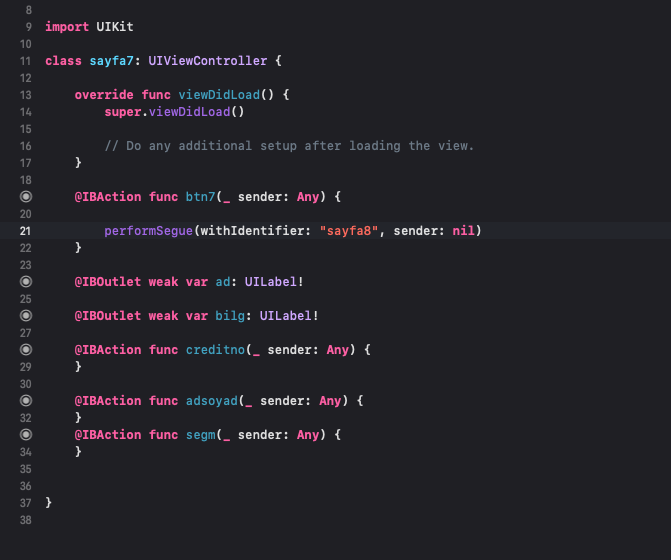 8
9 import UIKit
10
11 class sayfa7: UIViewController {
12
13 override func viewDidLoad() {
14 super.viewDidLoad()
15
16 // Do any additional setup after loading the view.
17 }
18
@IBAction func btn7(_ sender: Any) {
20
21 performSegue(withIdentifier: "sayfa8", sender: nil)
22 }
23
@IBOutlet weak var ad: UILabel!
25
@IBOutlet weak var bilg: UILabel!
27
@IBAction func creditno(_ sender: Any) {
29 }
30
@IBAction func adsoyad(_ sender: Any) {
32 }
@IBAction func segm(_ sender: Any) {
34 }
35
36
37 }
38